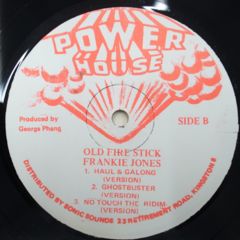 POWER
HOUSE
Produced by
George Phang
SIDE B
OLD FIRE STICK
FRANKIE JONES
1. HAUL & GALONG
(VERSION)
2. GHOSTBUSTER
(VERSION)
3. NO TOUCH THE RIDIM
(VERSION)
DISTRIBUTED BY SONIC SOUNDS 23 RETIREMENT ROAD, KINGSTON 5